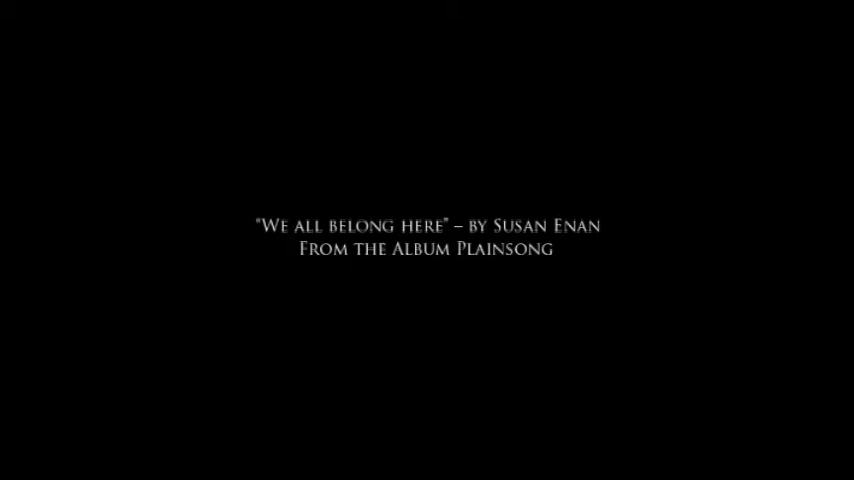 “We all belong here” – by Susan Enan
From the Album Plainsong